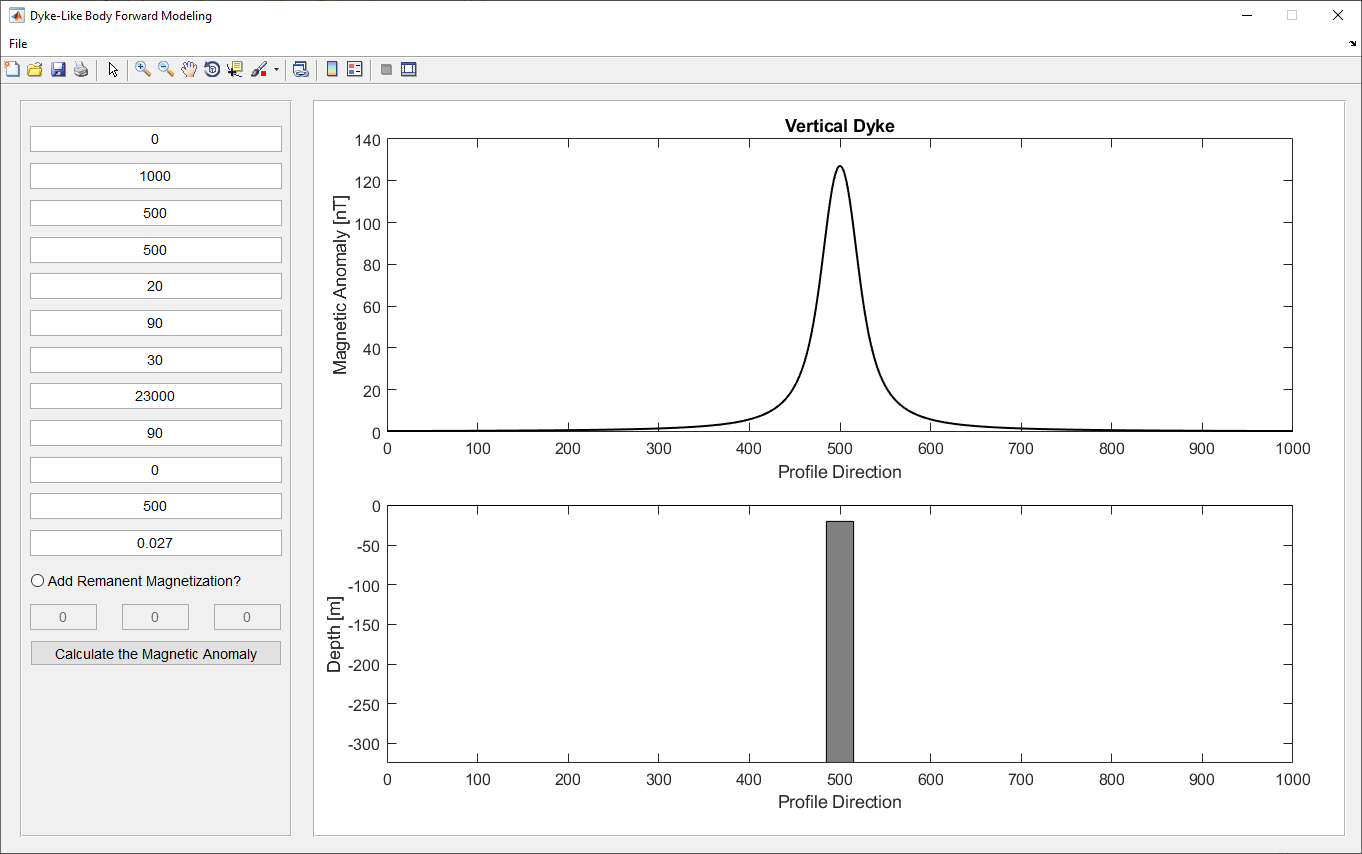 Dyke-Like Body Forward Modeling
File
0
1000
500
500
20
90
30
23000
90
0
500
0.027
Add Remanent Magnetization?
0 0 0
Calculate the Magnetic Anomaly
Vertical Dyke
Magnetic Anomaly [nT]
140
120
100
80
60
40
20
0
0 100 200 300 400 500 600 700 800 900 1000
Profile Direction
Depth [m]
0
-50
-100
-150
-200
-250
-300
0 100 200 300 400 500 600 700 800 900 1000
Profile Direction